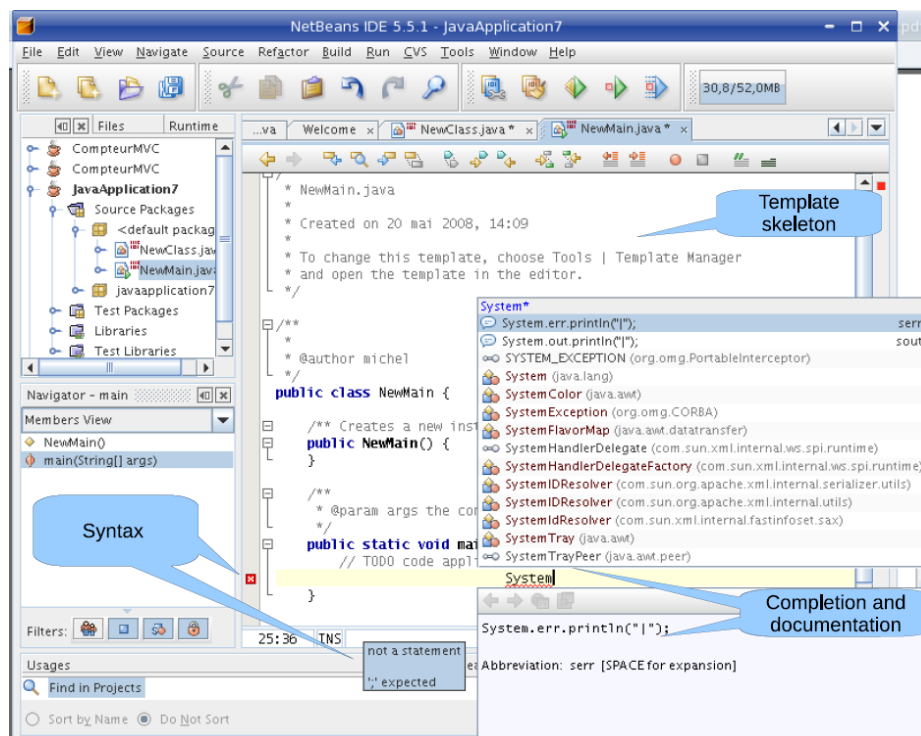 NetBeans IDE 5.5.1 - JavaApplication7
File Edit View Navigate Source Refactor Build Run CVS Tools Window Help
30,8/52,0MB
Files Runtime
...va Welcome x NewClass.java * x NewMain.java * x
CompteurMVC
CompteurMVC
JavaApplication7
Source Packages
<default packag
NewClass.jav
NewMain.java
javaapplication7
Test Packages
Libraries
Test Libraries
Navigator - main
Members View
NewMain()
main(String[] args)
Filters:
/*
* NewMain.java
*
* Created on 20 mai 2008, 14:09
*
* To change this template, choose Tools | Template Manager
* and open the template in the editor.
*/
/**
*
* @author michel
*/
public class NewMain {
/** Creates a new inst
public NewMain() {
}
/**
* @param args the co
*/
public static void mai
// TODO code appli
System
}
25:36 INS
Template
skeleton
System*
System.err.println("|"); serr
System.out.println("|"); sout
SYSTEM_EXCEPTION (org.omg.PortableInterceptor)
System (java.lang)
SystemColor (java.awt)
SystemException (org.omg.CORBA)
SystemFlavorMap (java.awt.datatransfer)
SystemHandlerDelegate (com.sun.xml.internal.ws.spi.runtime)
SystemHandlerDelegateFactory (com.sun.xml.internal.ws.spi.runtime)
SystemIDResolver (com.sun.org.apache.xml.internal.serializer.utils)
SystemIDResolver (com.sun.org.apache.xml.internal.utils)
SystemIdResolver (com.sun.xml.internal.fastinfoset.sax)
SystemTray (java.awt)
SystemTrayPeer (java.awt.peer)
Syntax
Completion and
documentation
System.err.println("|");
Abbreviation: serr [SPACE for expansion]
not a statement
';' expected
Usages
Find in Projects
Sort by Name Do Not Sort